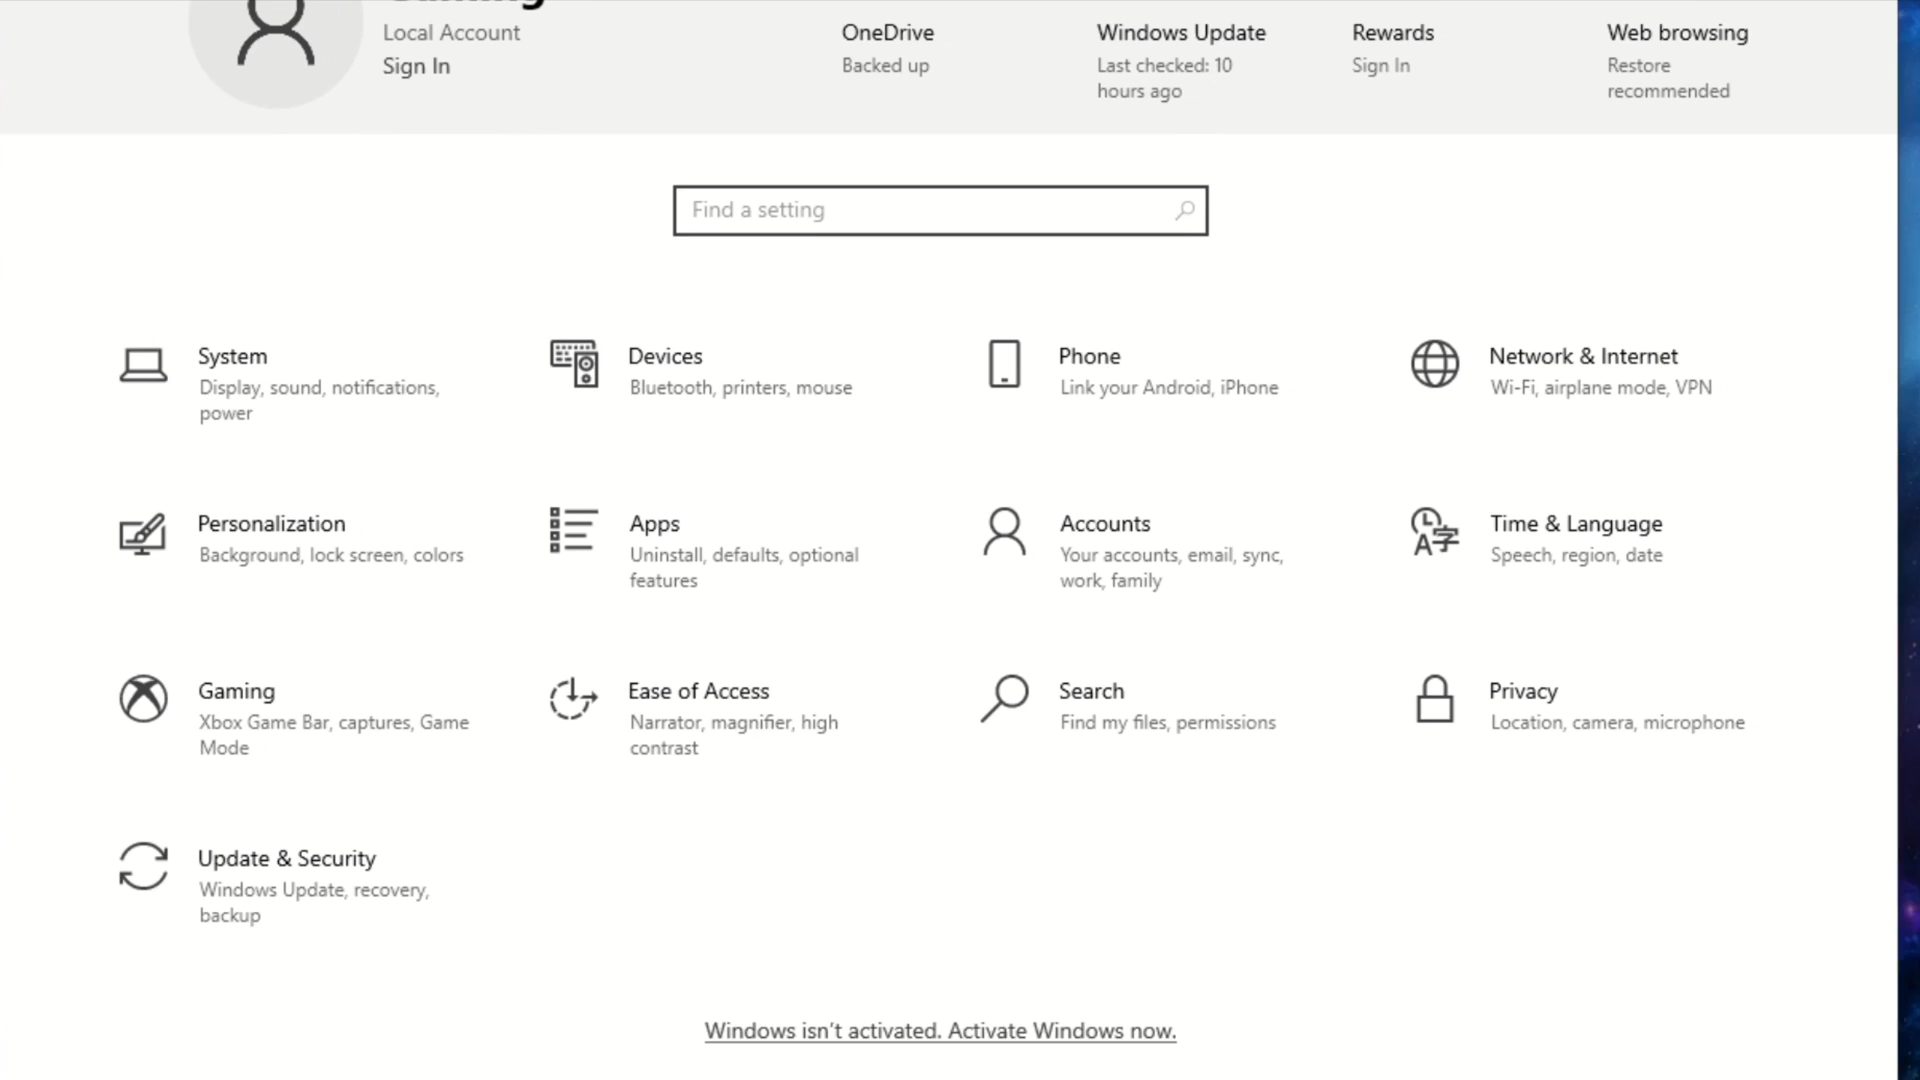 Local Account
Sign In
OneDrive
Backed up
Windows Update
Last checked: 10
hours ago
Rewards
Sign In
Web browsing
Restore
recommended
Find a setting
System
Display, sound, notifications,
power
Devices
Bluetooth, printers, mouse
Phone
Link your Android, iPhone
Network & Internet
Wi-Fi, airplane mode, VPN
Personalization
Background, lock screen, colors
Apps
Uninstall, defaults, optional
features
Accounts
Your accounts, email, sync,
work, family
Time & Language
Speech, region, date
Gaming
Xbox Game Bar, captures, Game
Mode
Ease of Access
Narrator, magnifier, high
contrast
Search
Find my files, permissions
Privacy
Location, camera, microphone
Update & Security
Windows Update, recovery,
backup
Windows isn't activated. Activate Windows now.